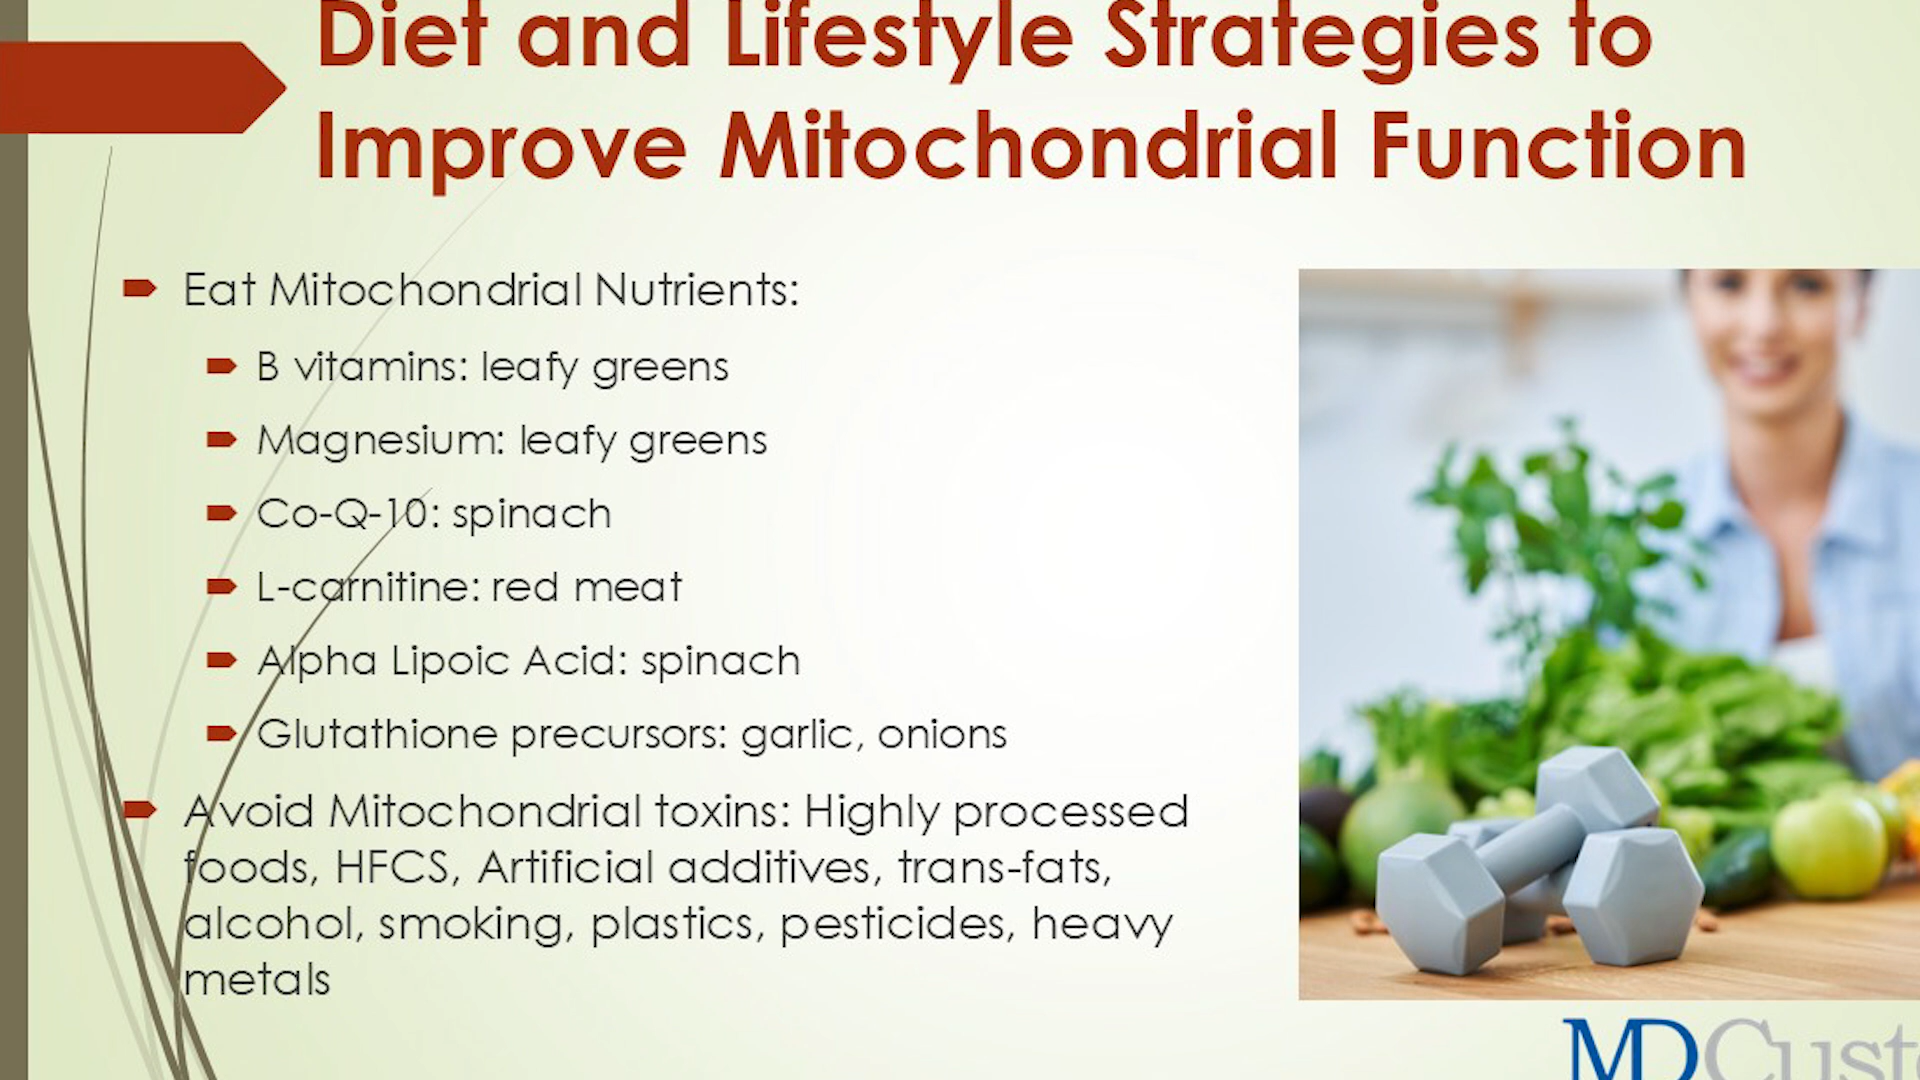 Diet and Lifestyle Strategies to
Improve Mitochondrial Function
Eat Mitochondrial Nutrients:
B vitamins: leafy greens
Magnesium: leafy greens
Co-Q-10: spinach
L-carnitine: red meat
Alpha Lipoic Acid: spinach
Glutathione precursors: garlic, onions
Avoid Mitochondrial toxins: Highly processed
foods, HFCS, Artificial additives, trans-fats,
alcohol, smoking, plastics, pesticides, heavy
metals